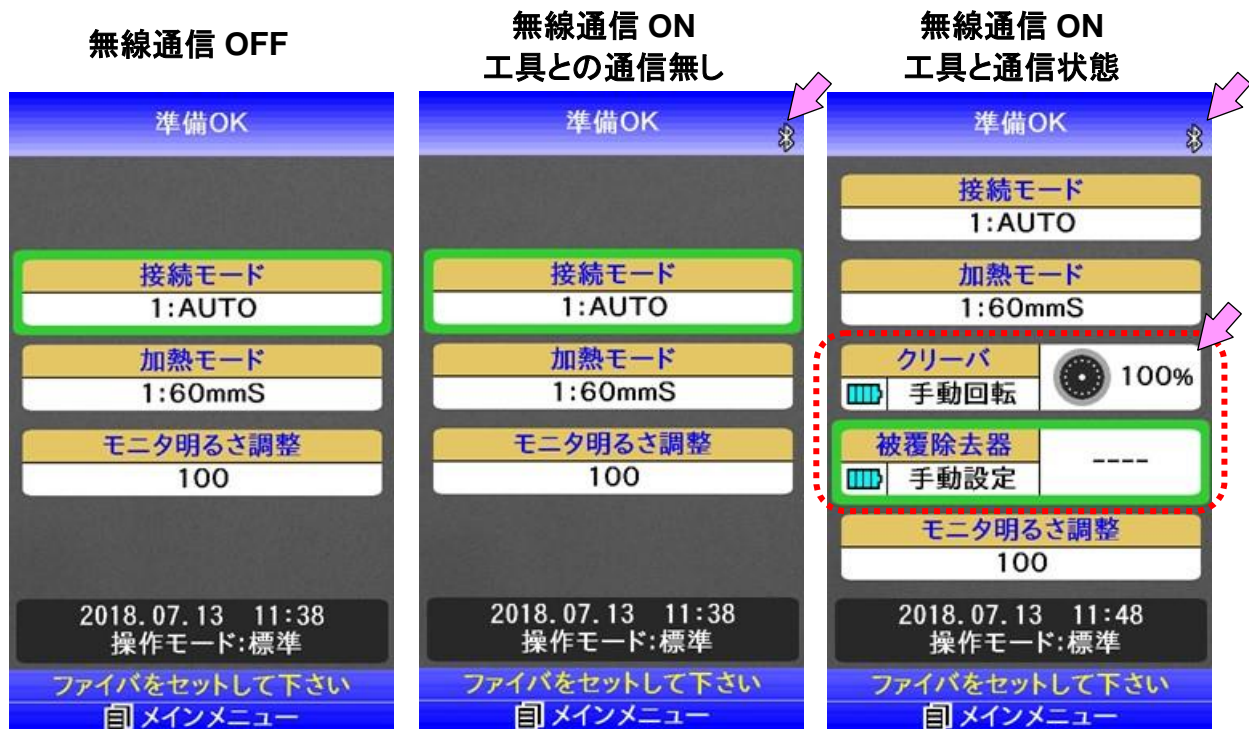 無線通信 OFF
準備OK
接続モード
1:AUTO
加熱モード
1:60mmS
モニタ明るさ調整
100
2018.07.13 11:38
操作モード:標準
ファイバをセットして下さい
メインメニュー
無線通信 ON
工具との通信無し
準備OK
接続モード
1:AUTO
加熱モード
1:60mmS
モニタ明るさ調整
100
2018.07.13 11:38
操作モード:標準
ファイバをセットして下さい
メインメニュー
無線通信 ON
工具と通信状態
準備OK
接続モード
1:AUTO
加熱モード
1:60mmS
クリーバ
手動回転
100%
被覆除去器
手動設定
----
モニタ明るさ調整
100
2018.07.13 11:48
操作モード:標準
ファイバをセットして下さい
メインメニュー